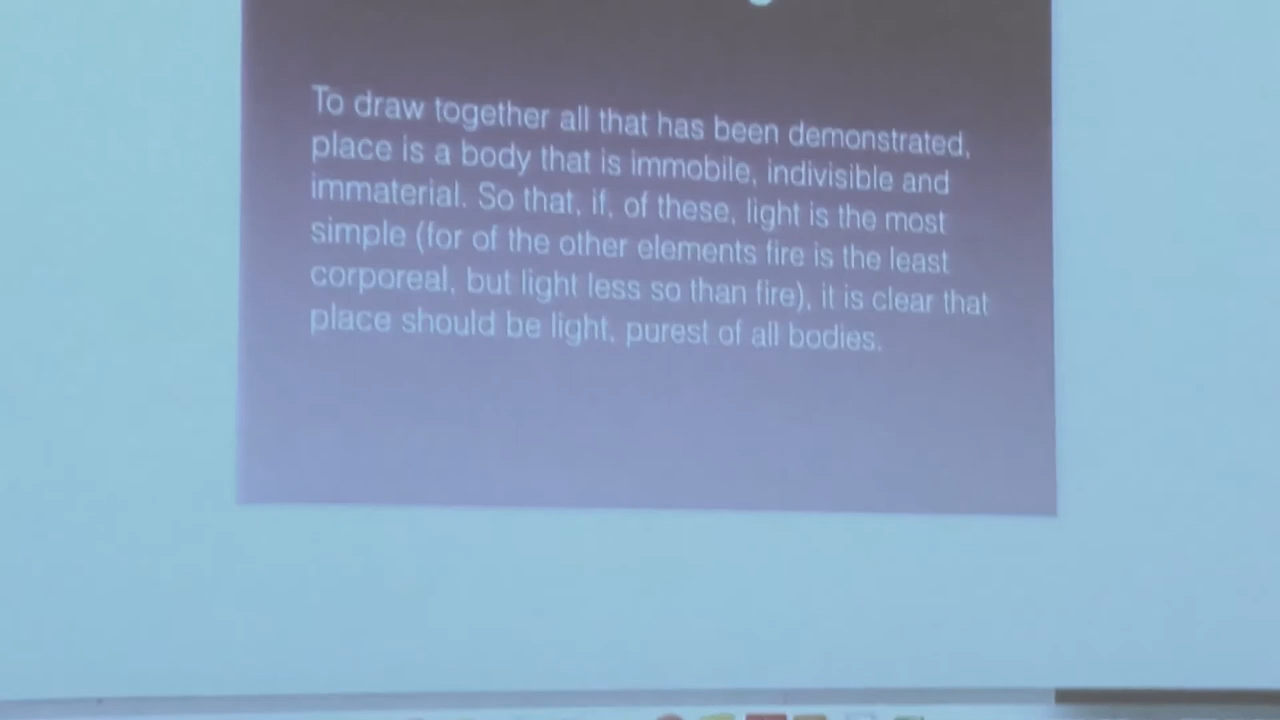 To draw together all that has been demonstrated,
place is a body that is immobile, indivisible and
immaterial. So that, if, of these, light is the most
simple (for of the other elements fire is the least
corporeal, but light less so than fire), it is clear that
place should be light, purest of all bodies.